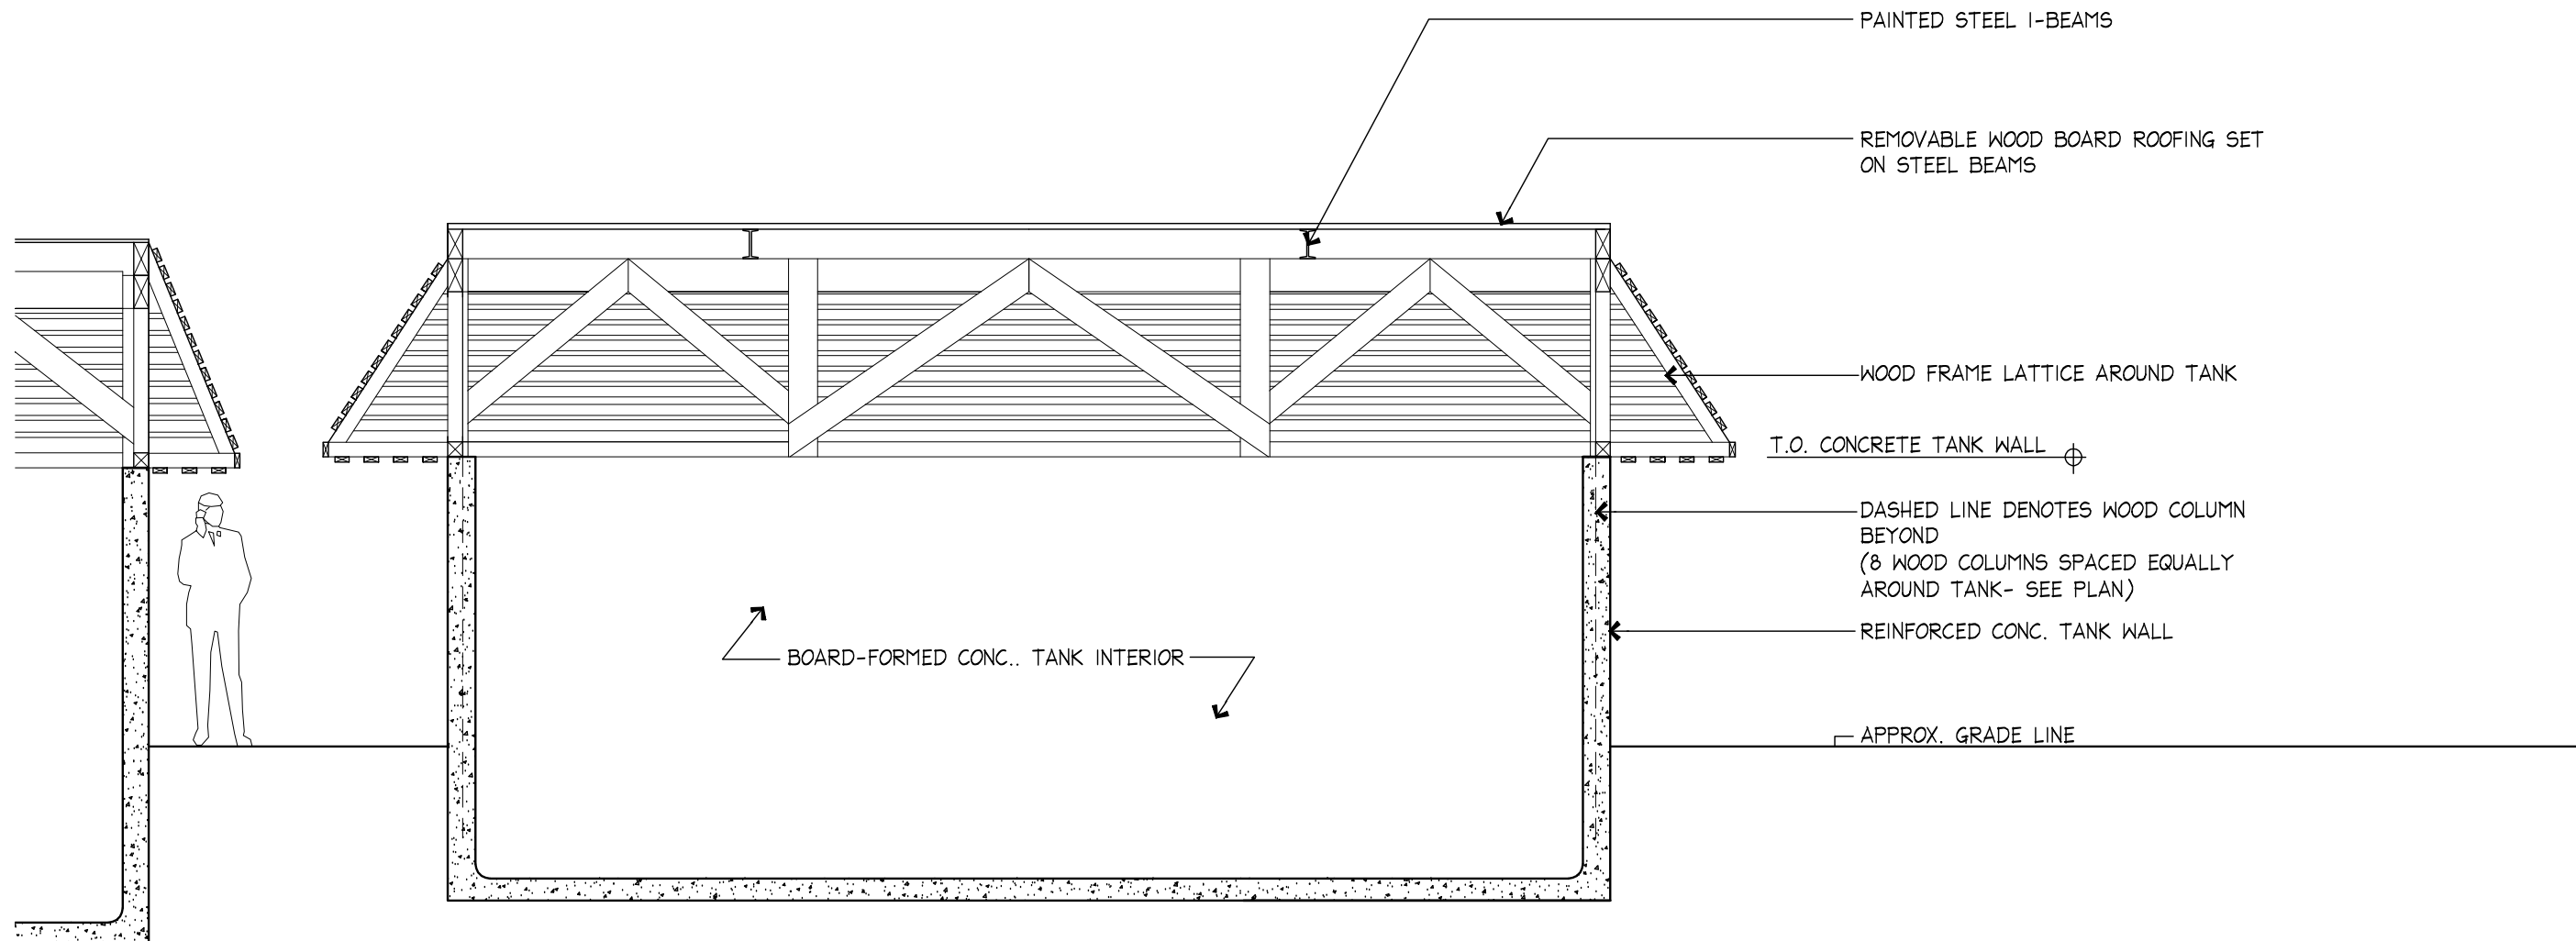 PAINTED STEEL I-BEAMS
REMOVABLE WOOD BOARD ROOFING SET
ON STEEL BEAMS
WOOD FRAME LATTICE AROUND TANK
T.O. CONCRETE TANK WALL
DASHED LINE DENOTES WOOD COLUMN
BEYOND
(8 WOOD COLUMNS SPACED EQUALLY
AROUND TANK- SEE PLAN)
REINFORCED CONC. TANK WALL
BOARD-FORMED CONC.. TANK INTERIOR
APPROX. GRADE LINE